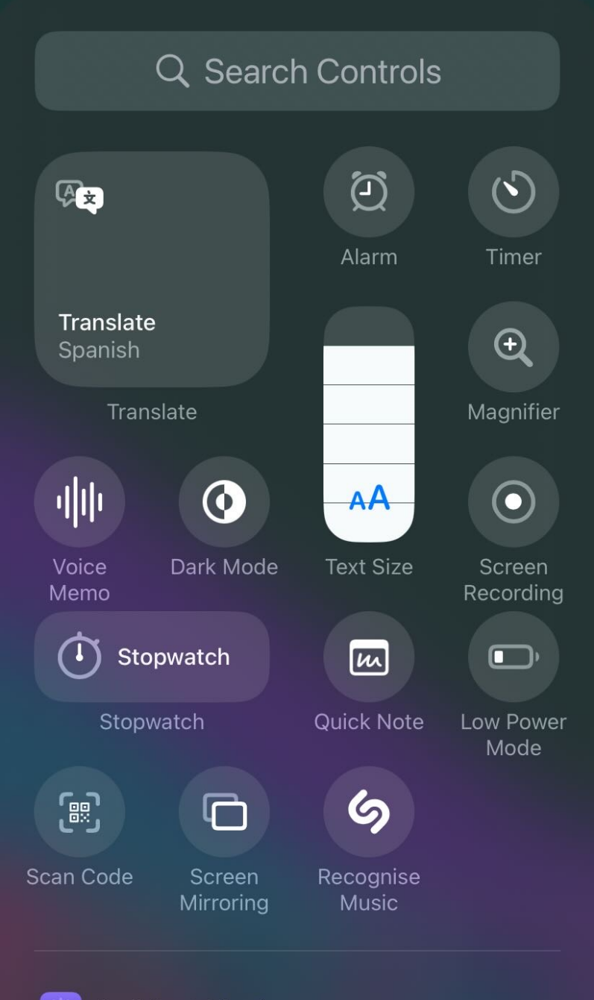 Search Controls
A 文
Translate
Spanish
Translate
Alarm
Timer
AA
Text Size
Magnifier
Voice
Memo
Dark Mode
Screen
Recording
Stopwatch
Stopwatch
Quick Note
Low Power
Mode
Scan Code
Screen
Mirroring
Recognise
Music